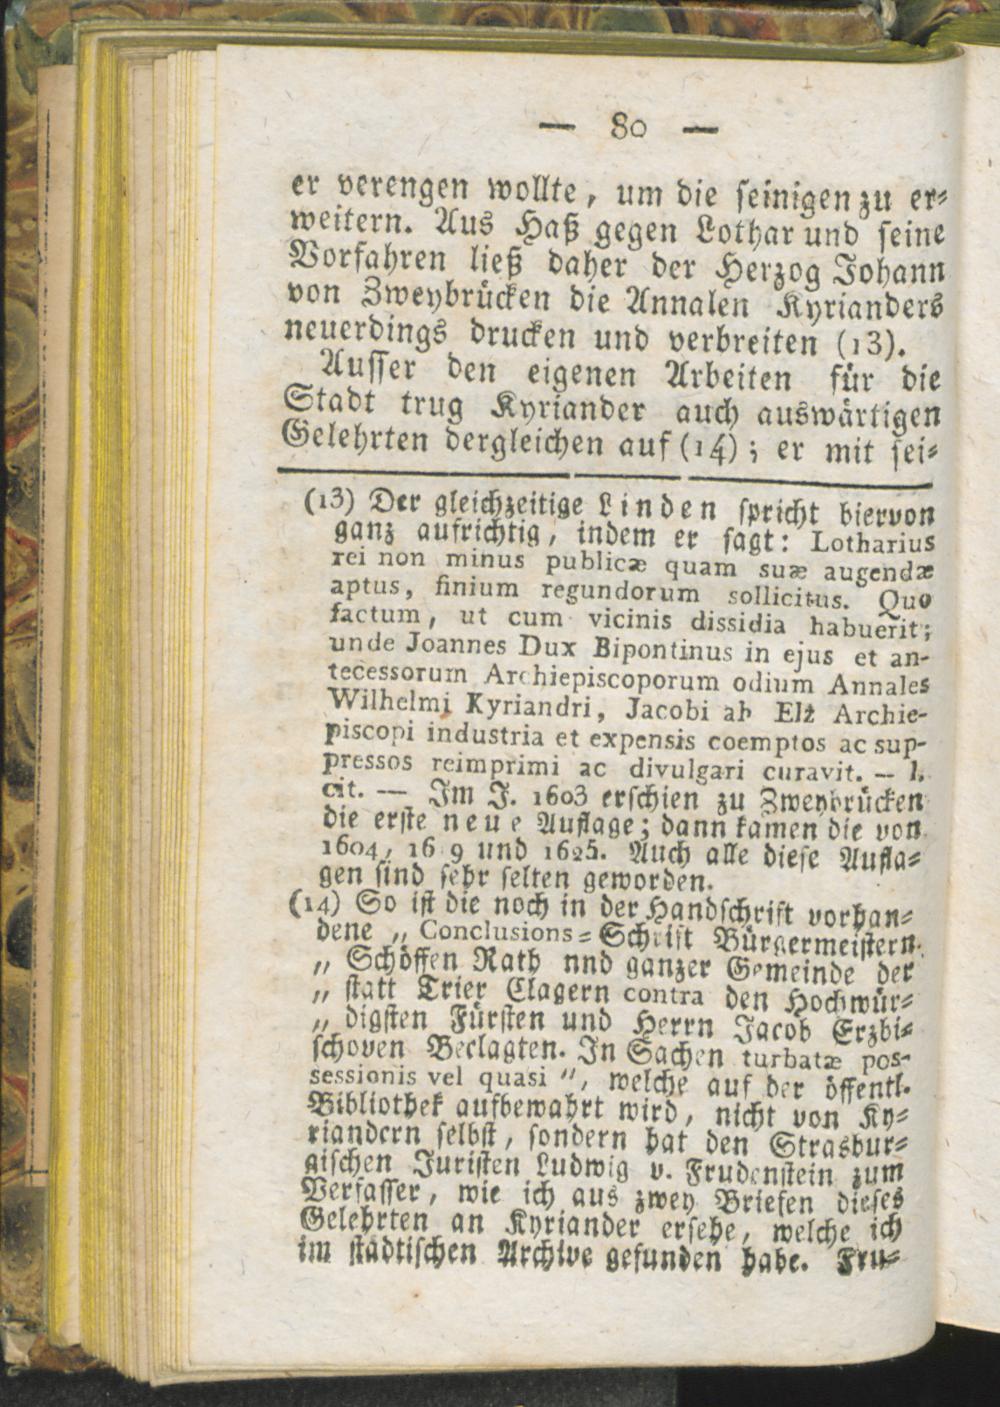 — 80 —
er verengen wollte, um die seinigen zu er⸗
weitern. Aus Haß gegen Lothar und seine
Vorfahren ließ daher der Herzog Johann
von Zweybrücken die Annalen Kyrianders
neuerdings drucken und verbreiten (13).
Ausser den eigenen Arbeiten für die
Stadt trug Kyriander auch auswärtigen
Gelehrten dergleichen auf (14); er mit sei⸗
(13) Der gleichzeitige Linden spricht hiervon
ganz aufrichtig, indem er sagt: Lotharius
rei non minus publicæ quam suæ augendæ
aptus, finium regundorum sollicitus. Quo
factum, ut cum vicinis dissidia habuerit;
unde Joannes Dux Bipontinus in ejus et an-
tecessorum Archiepiscoporum odium Annales
Wilhelmi Kyriandri, Jacobi ab Elz Archie-
piscopi industria et expensis coemptos ac sup-
pressos reimprimi ac divulgari curavit. — l.
cit. — Im J. 1603 erschien zu Zweybrücken
die erste neue Auflage; dann kamen die von
1604, 16 9 und 1625. Auch alle diese Aufla⸗
gen sind sehr selten geworden.
(14) So ist die noch in der Handschrift vorhan⸗
dene „ Conclusions⸗Schrift Bürgermeistern
„ Schöffen Rath nnd ganzer Gemeinde der
„ statt Trier Clagern contra den Hochwür⸗
„ digsten Fürsten und Herrn Jacob Erzbi⸗
schoven Beclagten. In Sachen turbatæ pos-
sessionis vel quasi “, welche auf der öffentl.
Bibliothek aufbewahrt wird, nicht von Ky⸗
riandern selbst, sondern hat den Strasbur⸗
gischen Juristen Ludwig v. Frudenstein zum
Verfasser, wie ich aus zwey Briefen dieses
Gelehrten an Kyriander ersehe, welche ich
im städtischen Archive gefunden habe. Fru⸗